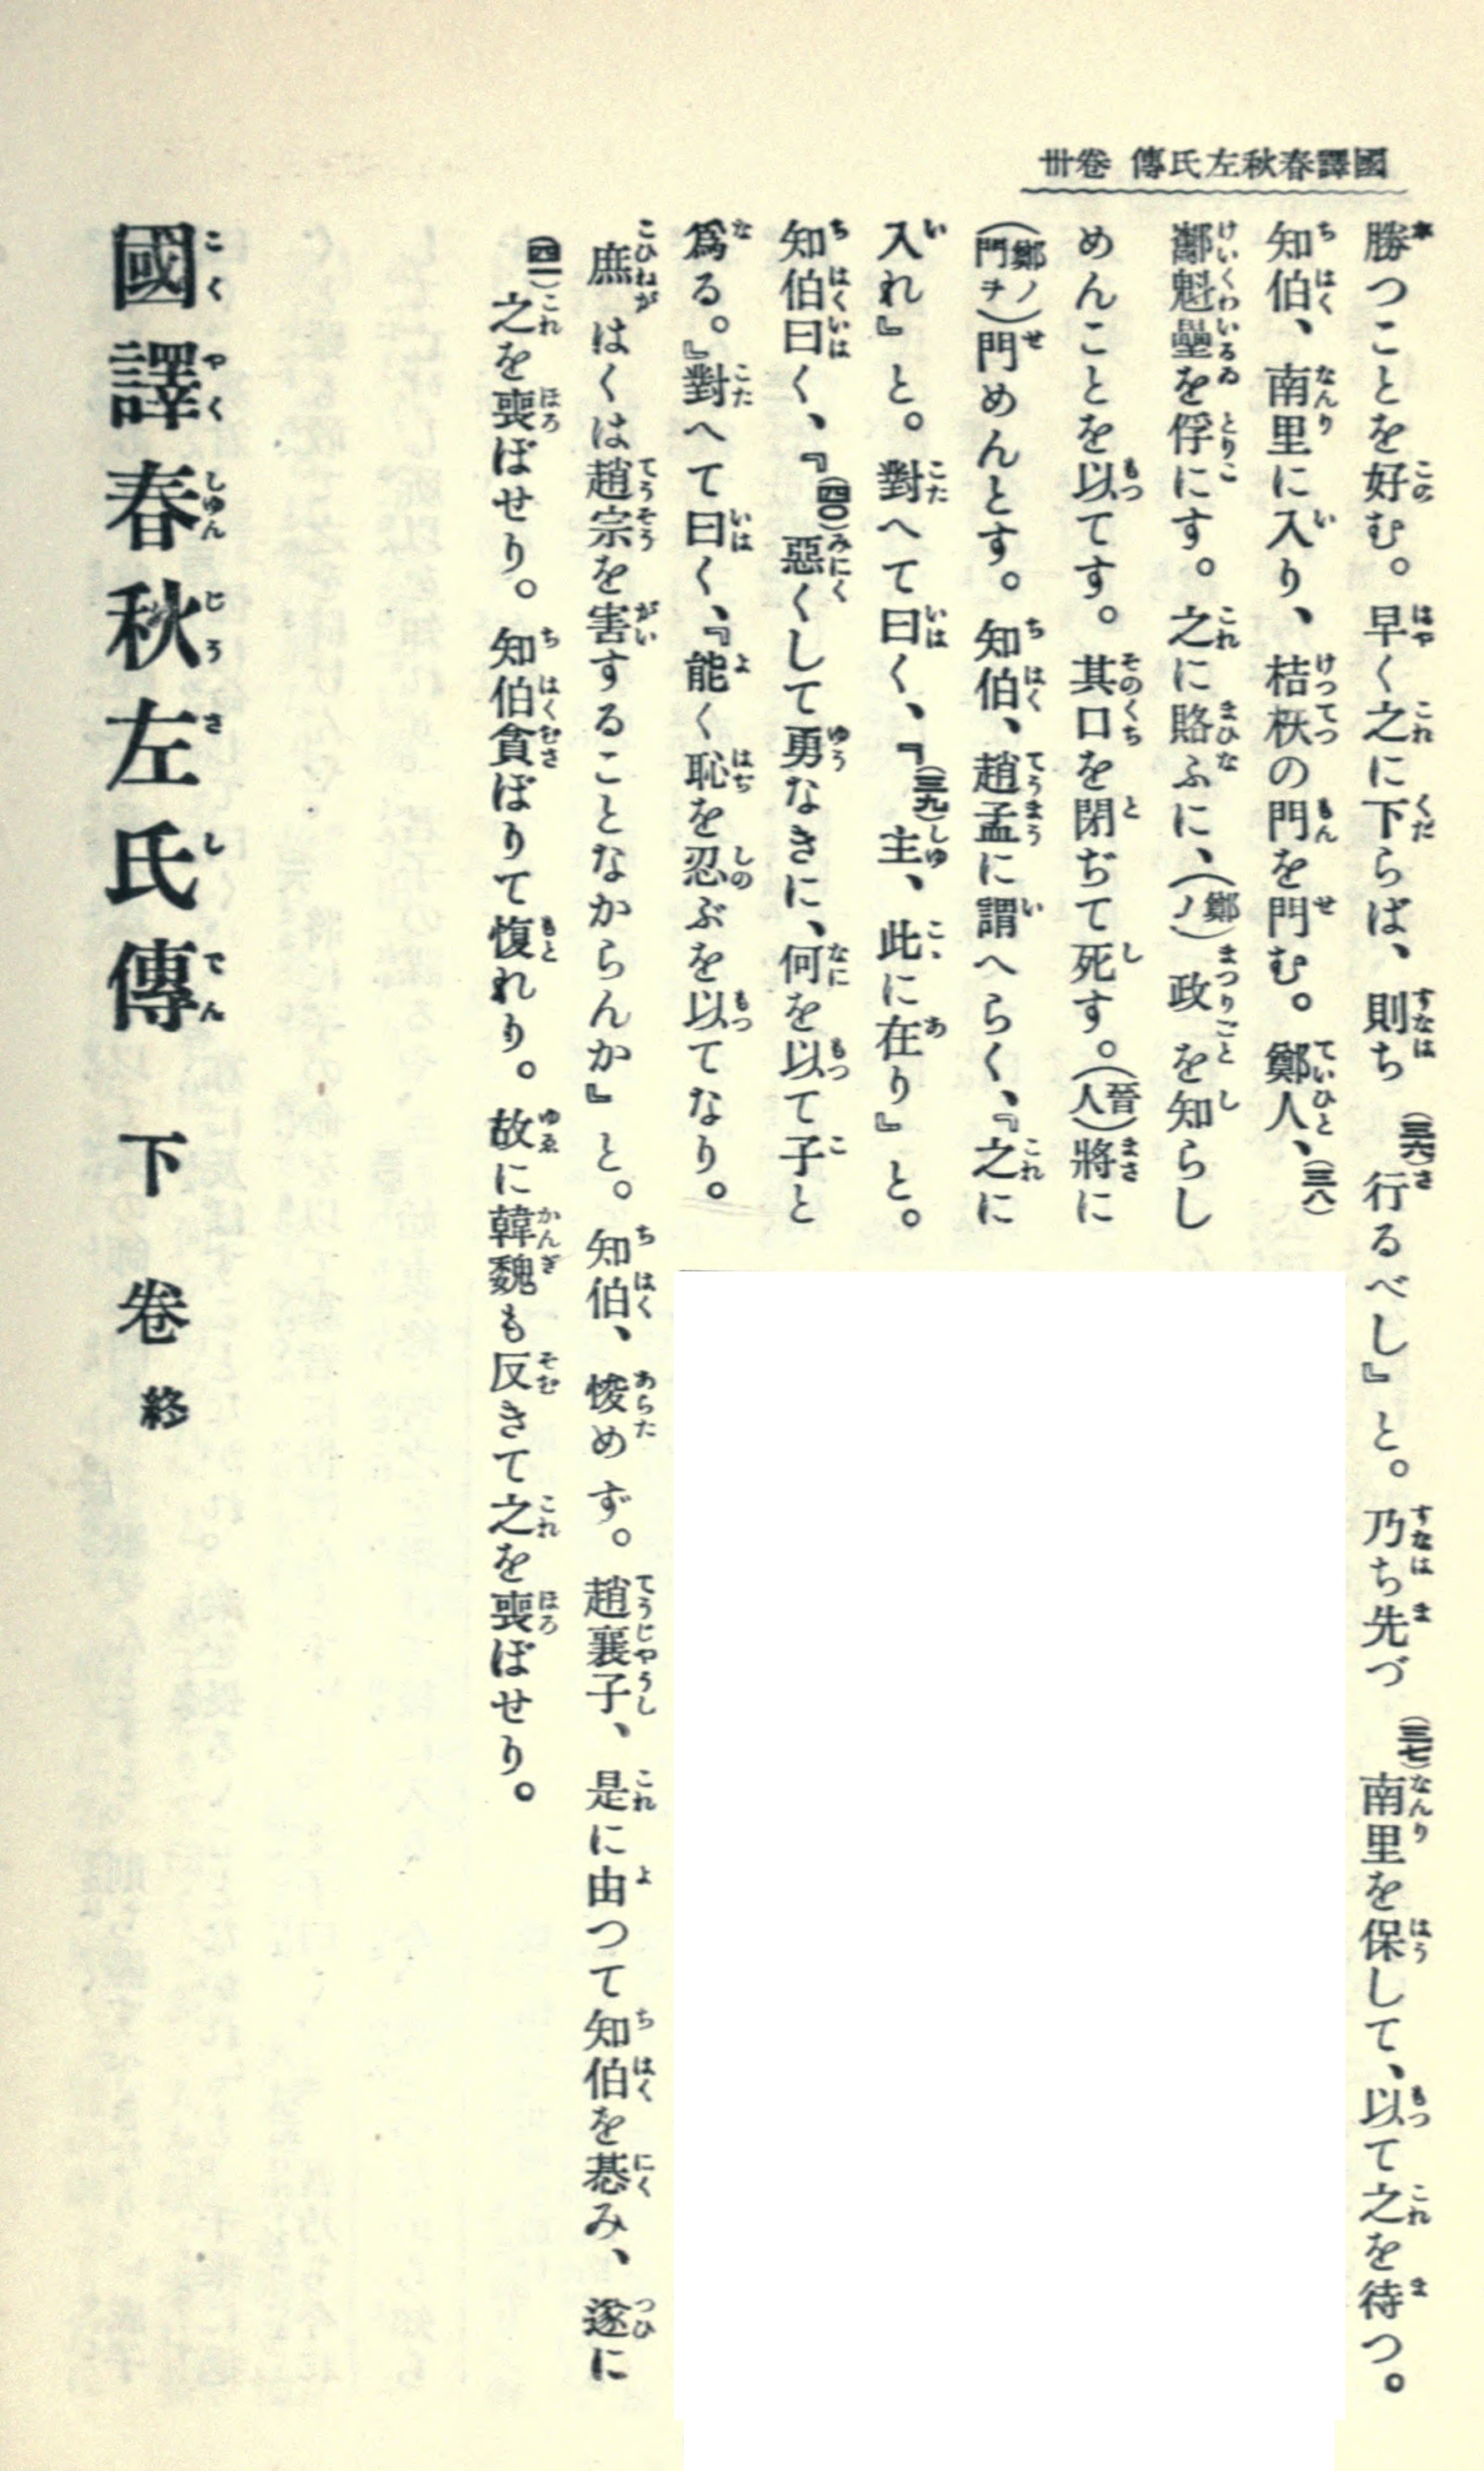 國譯春秋左氏傳 卷卅
勝つことを好む。早く之に下らば、則ち(三六)行るべし』と。乃ち先づ(三七)南里を保して、以て之を待つ。
知伯、南里に入り、桔柣の門を門む。鄭人、(三八)
酅魁壘を俘にす。之に賂ふに、(鄭ノ)政を知らし
めんことを以てす。其口を閉ぢて死す。(晉人)將に
(鄭ノ門ヲ)門めんとす。知伯、趙孟に謂へらく、『之に
入れ』と。對へて曰く、『(三九)主、此に在り』と。
知伯曰く、『(四〇)惡くして勇なきに、何を以て子と
爲る。』對へて曰く、『能く恥を忍ぶを以てなり。
庶はくは趙宗を害することなからんか』と。知伯、悛めず。趙襄子、是に由つて知伯を惎み、遂に
(四一)之を喪ぼせり。知伯貪ぼりて愎れり。故に韓魏も反きて之を喪ぼせり。
國譯春秋左氏傳 下卷 終